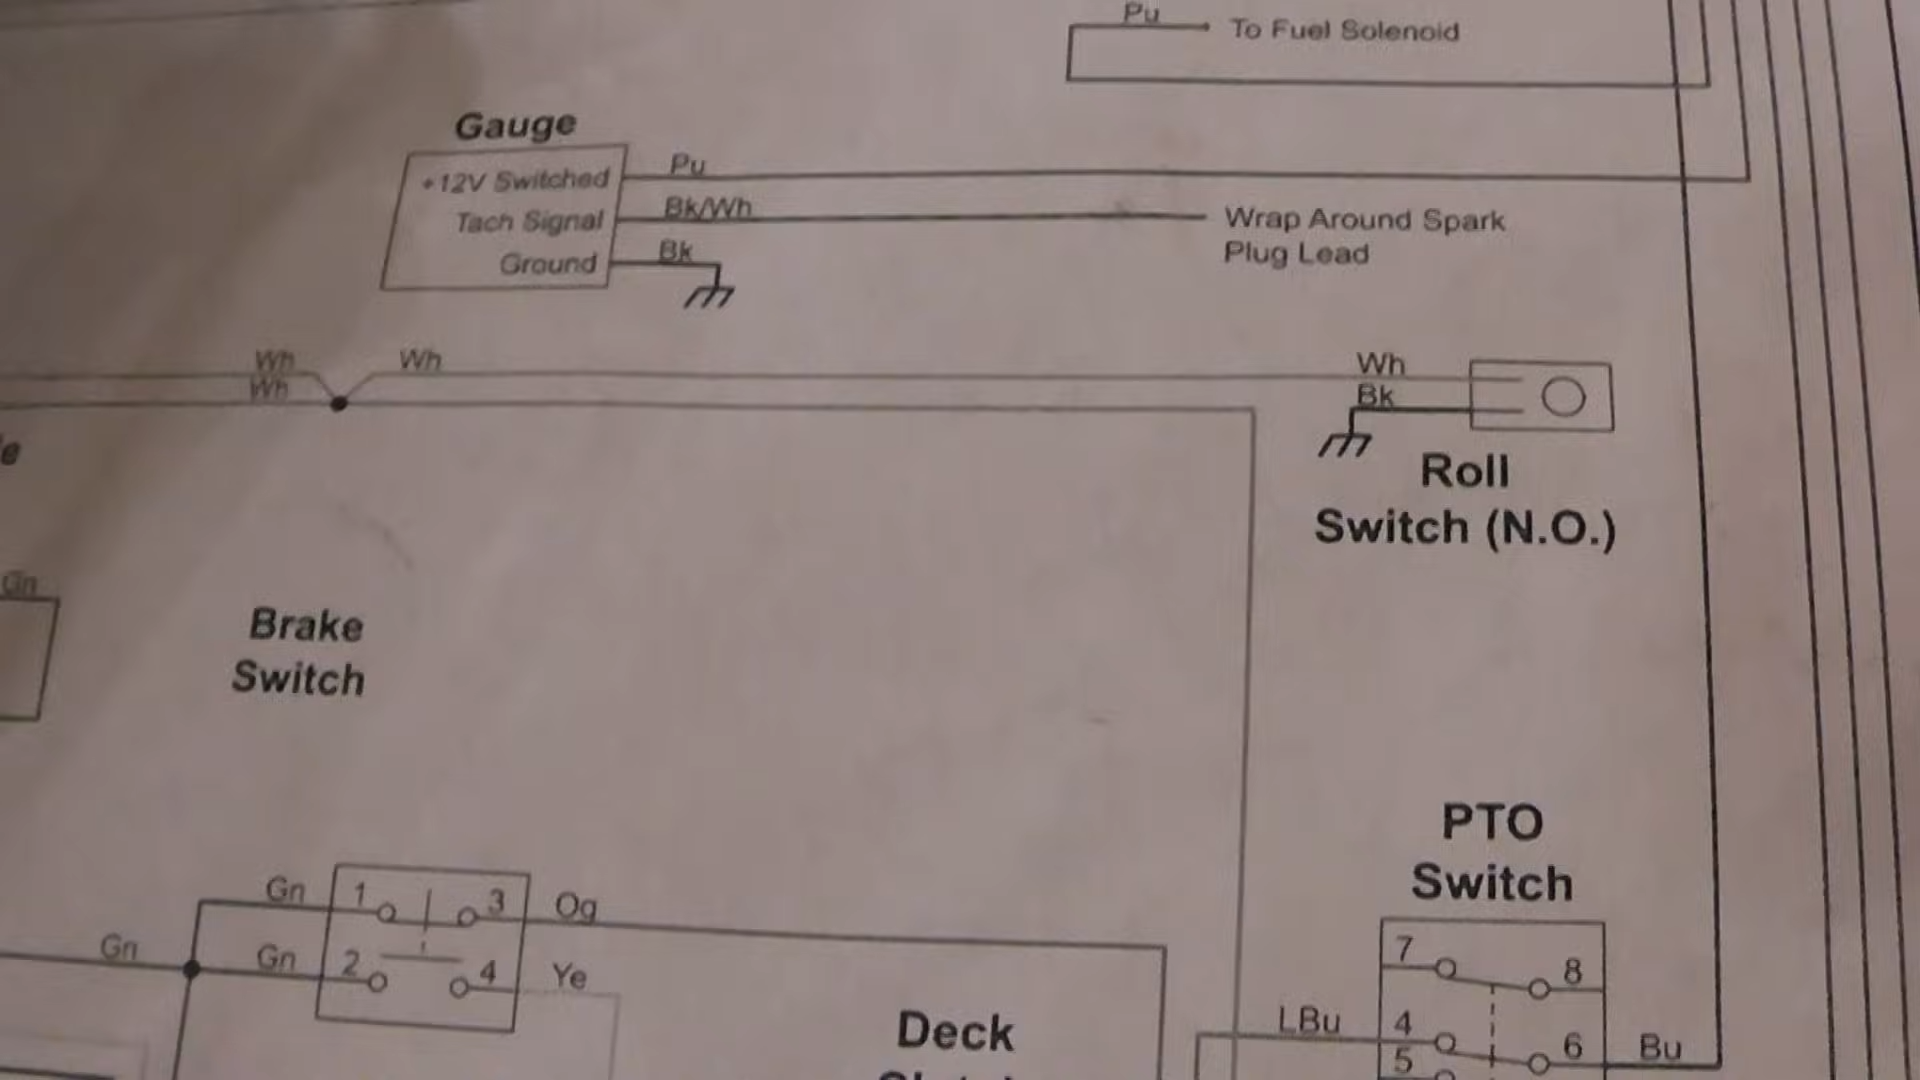 Pu
To Fuel Solenoid
Gauge
+12V Switched
Pu
Tach Signal
Bk/Wh
Wrap Around Spark
Plug Lead
Ground
Bk
Wh
Wh
Wh
Wh
Bk
e
Roll
Switch (N.O.)
Gn
Brake
Switch
PTO
Switch
Gn
1
3
Og
Gn
Gn
2
4
Ye
7
8
Deck
LBu
4
5
6
Bu